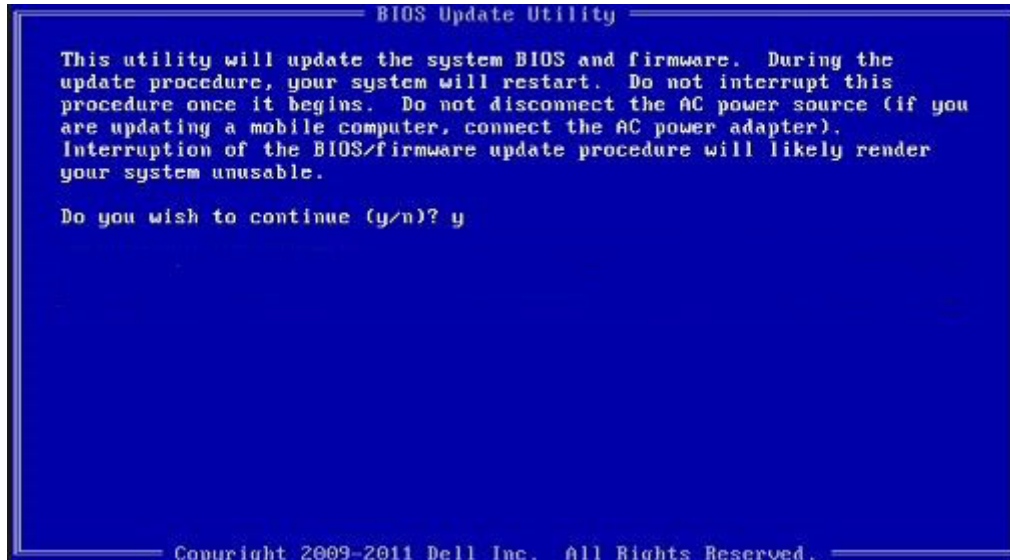 BIOS Update Utility
This utility will update the system BIOS and firmware. During the
update procedure, your system will restart. Do not interrupt this
procedure once it begins. Do not disconnect the AC power source (if you
are updating a mobile computer, connect the AC power adapter).
Interruption of the BIOS/firmware update procedure will likely render
your system unusable.
Do you wish to continue (y/n)? y
Copyright 2009-2011 Dell Inc. All Rights Reserved.